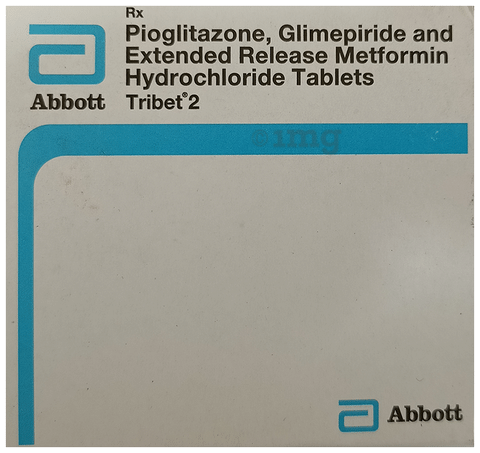 Rx
Pioglitazone, Glimepiride and
Extended Release Metformin
Hydrochloride Tablets
Tribet®2
Abbott
1mg
Abbott